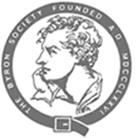 THE BYRON SOCIETY FOUNDED A.D. MDCCCLXXVI